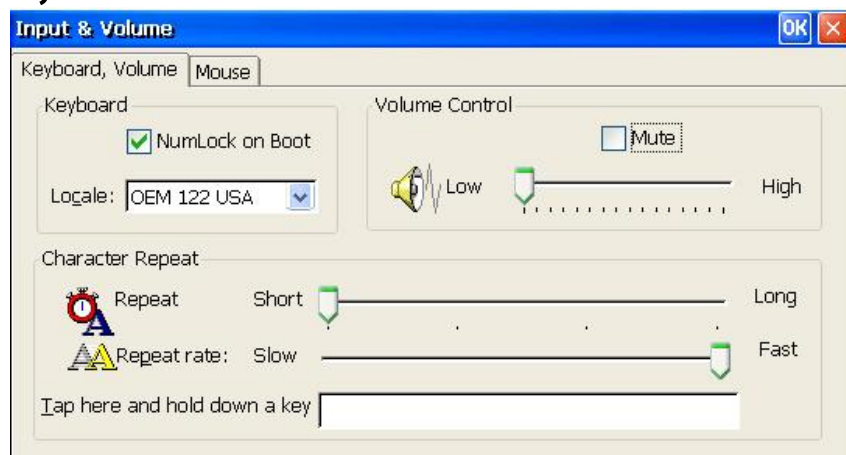 Input & Volume OK
Keyboard, Volume Mouse
Keyboard
NumLock on Boot
Locale: OEM 122 USA
Volume Control
Mute
Low High
Character Repeat
Repeat Short Long
Repeat rate: Slow Fast
Tap here and hold down a key